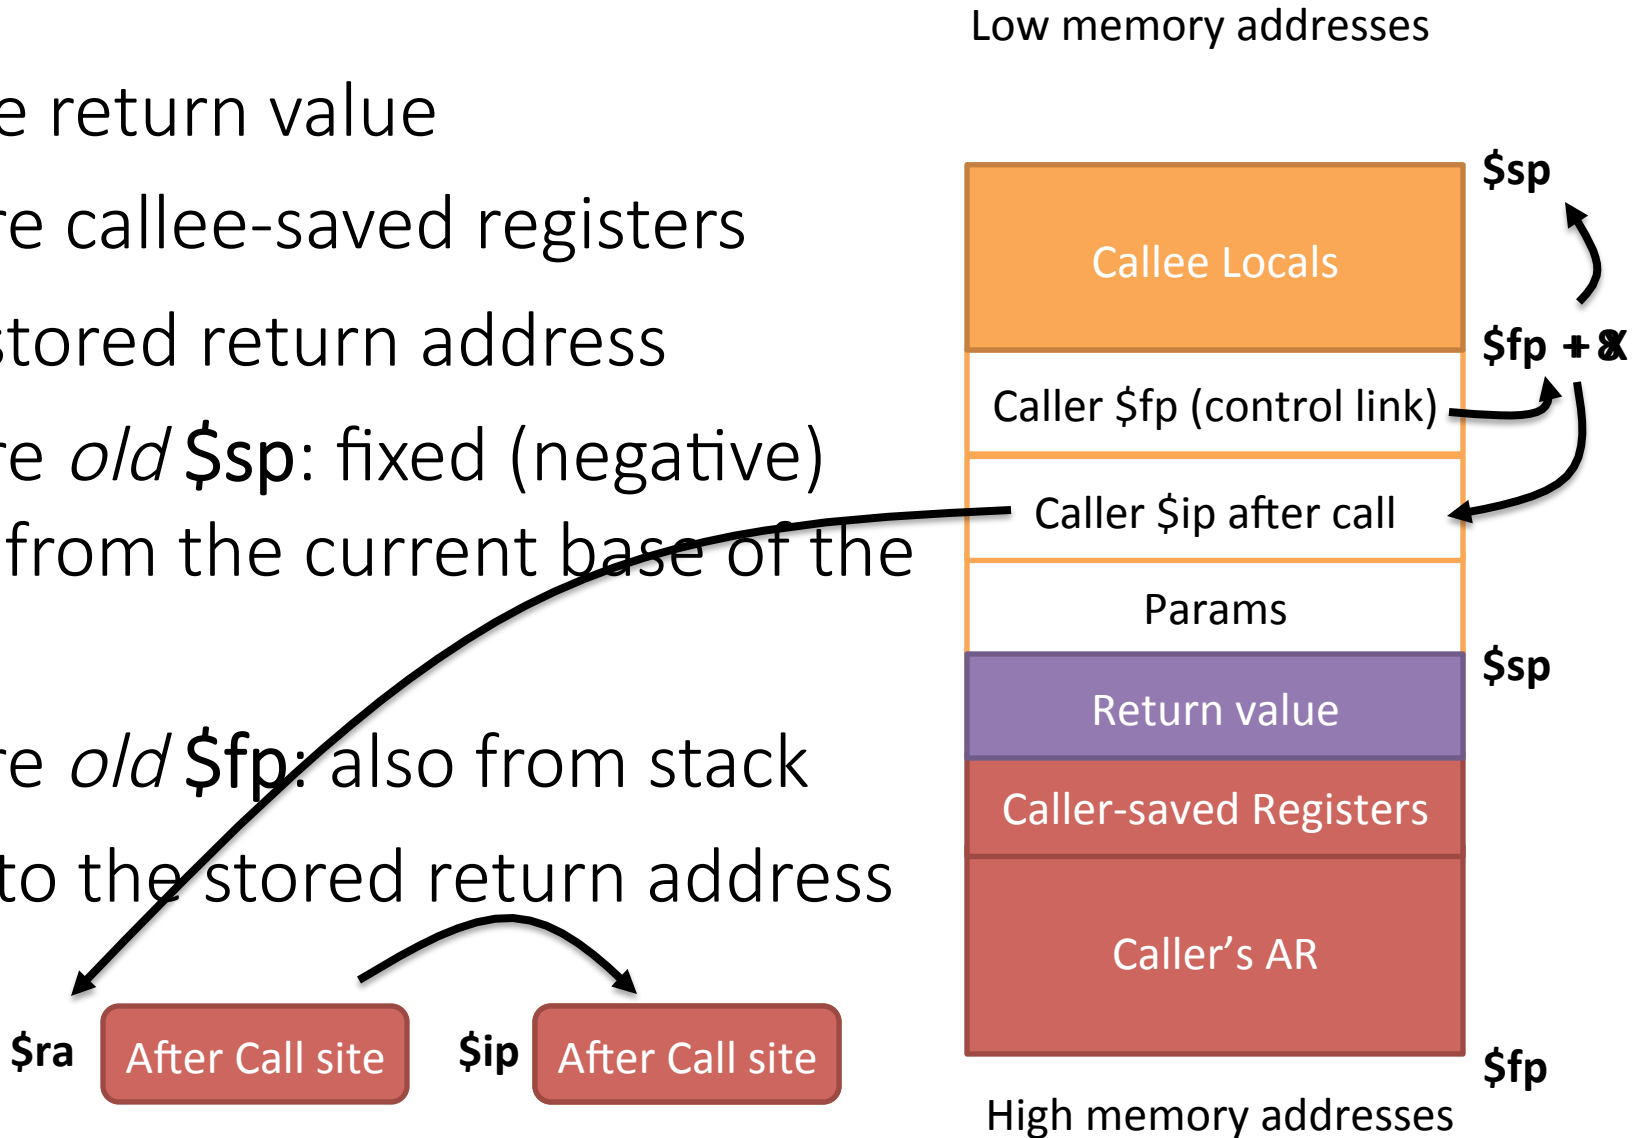 Low memory addresses
e return value
re callee-saved registers
stored return address
re old $sp: fixed (negative)
from the current base of the
re old $fp: also from stack
to the stored return address
$ra
After Call site
$ip
After Call site
$sp
Callee Locals
$fp
Caller $fp (control link)
Caller $ip after call
Params
$sp
Return value
Caller-saved Registers
Caller's AR
$fp
High memory addresses